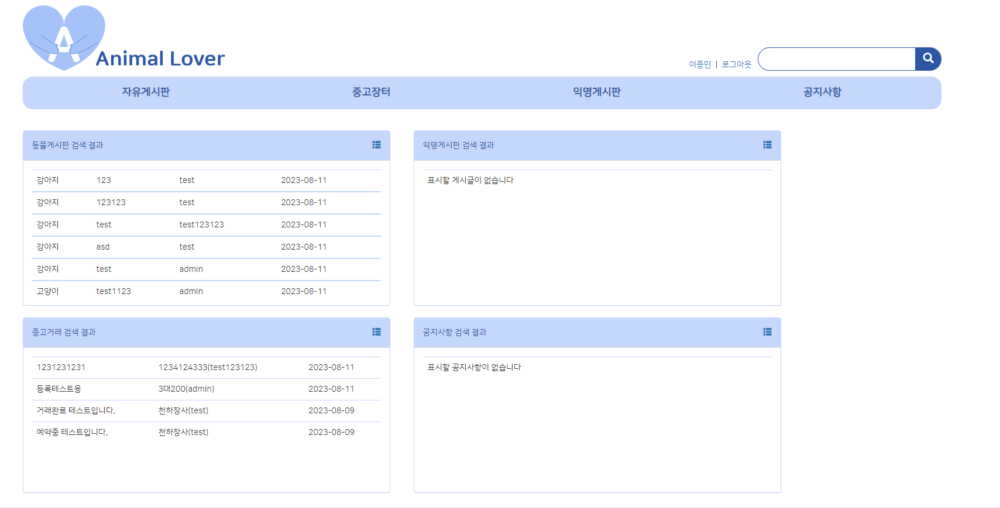 A
Animal Lover
이종민 | 로그아웃
자유게시판 중고장터 익명게시판 공지사항
동물게시판 검색 결과
강아지 123 test 2023-08-11
강아지 123123 test 2023-08-11
강아지 test test123123 2023-08-11
강아지 asd test 2023-08-11
강아지 test admin 2023-08-11
고양이 test1123 admin 2023-08-11
익명게시판 검색 결과
표시할 게시글이 없습니다
중고거래 검색 결과
1231231231 1234124333(test123123) 2023-08-11
등록테스트용 3대200(admin) 2023-08-11
거래완료 테스트입니다. 천하장사(test) 2023-08-09
예약중 테스트입니다. 천하장사(test) 2023-08-09
공지사항 검색 결과
표시할 공지사항이 없습니다